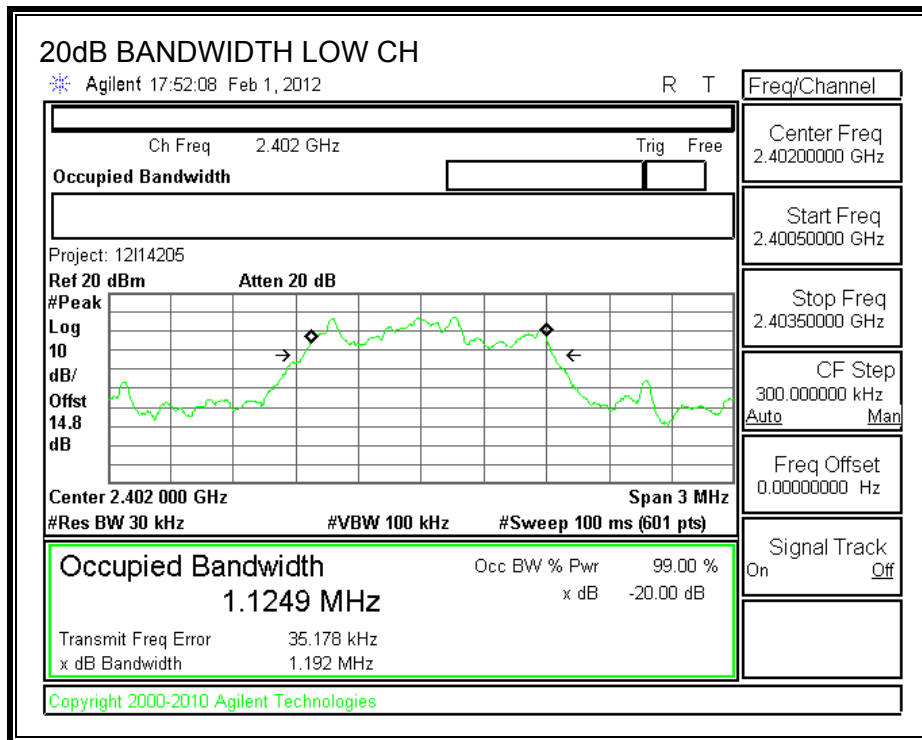 20dB BANDWIDTH LOW CH
Agilent 17:52:08 Feb 1, 2012 R T
Freq/Channel
Ch Freq 2.402 GHz Trig Free
Occupied Bandwidth
Center Freq
2.40200000 GHz
Start Freq
2.40050000 GHz
Stop Freq
2.40350000 GHz
CF Step
300.000000 kHz
Auto Man
Freq Offset
0.00000000 Hz
Signal Track
On Off
Project: 12I14205
Ref 20 dBm Atten 20 dB
#Peak
Log
10
dB/
Offst
14.8
dB
Center 2.402 000 GHz Span 3 MHz
#Res BW 30 kHz #VBW 100 kHz #Sweep 100 ms (601 pts)
Occupied Bandwidth
1.1249 MHz
Occ BW % Pwr 99.00 %
x dB -20.00 dB
Transmit Freq Error 35.178 kHz
x dB Bandwidth 1.192 MHz
Copyright 2000-2010 Agilent Technologies